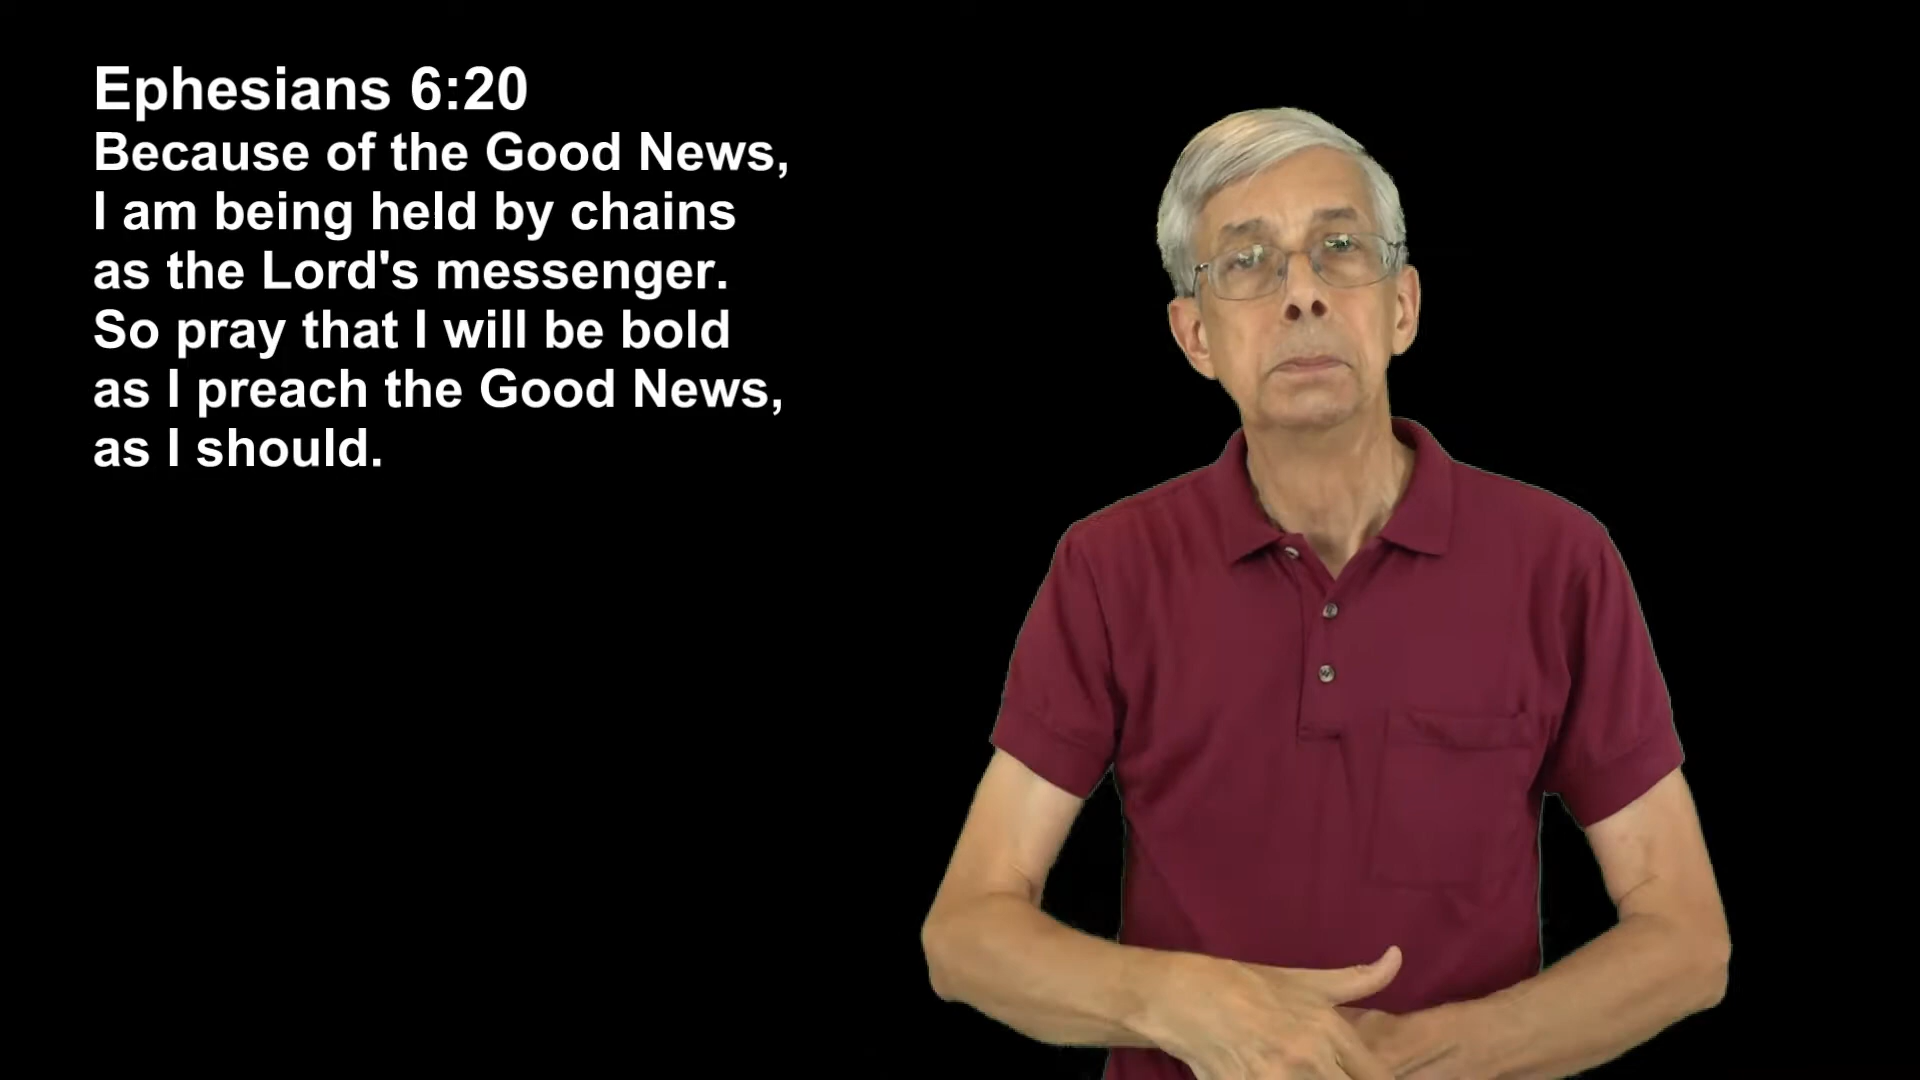 Ephesians 6:20
Because of the Good News,
I am being held by chains
as the Lord's messenger.
So pray that I will be bold
as I preach the Good News,
as I should.